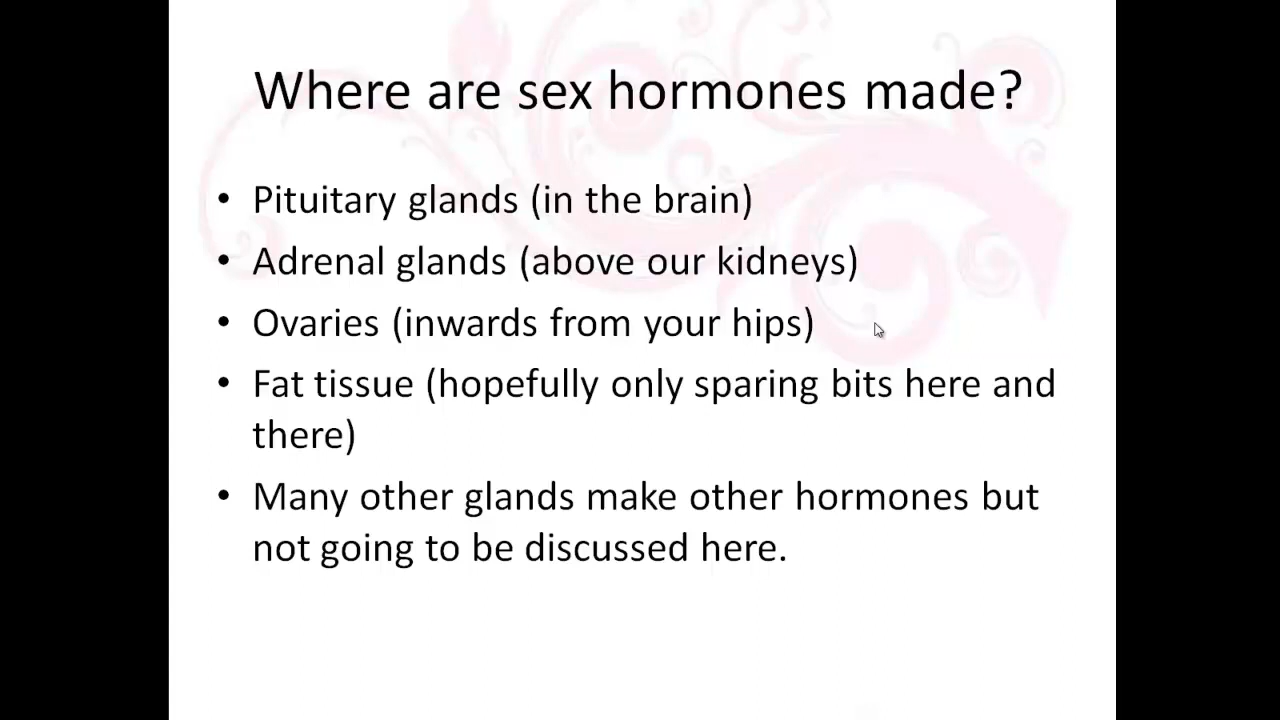 Where are sex hormones made?
• Pituitary glands (in the brain)
• Adrenal glands (above our kidneys)
• Ovaries (inwards from your hips)
• Fat tissue (hopefully only sparing bits here and
there)
• Many other glands make other hormones but
not going to be discussed here.